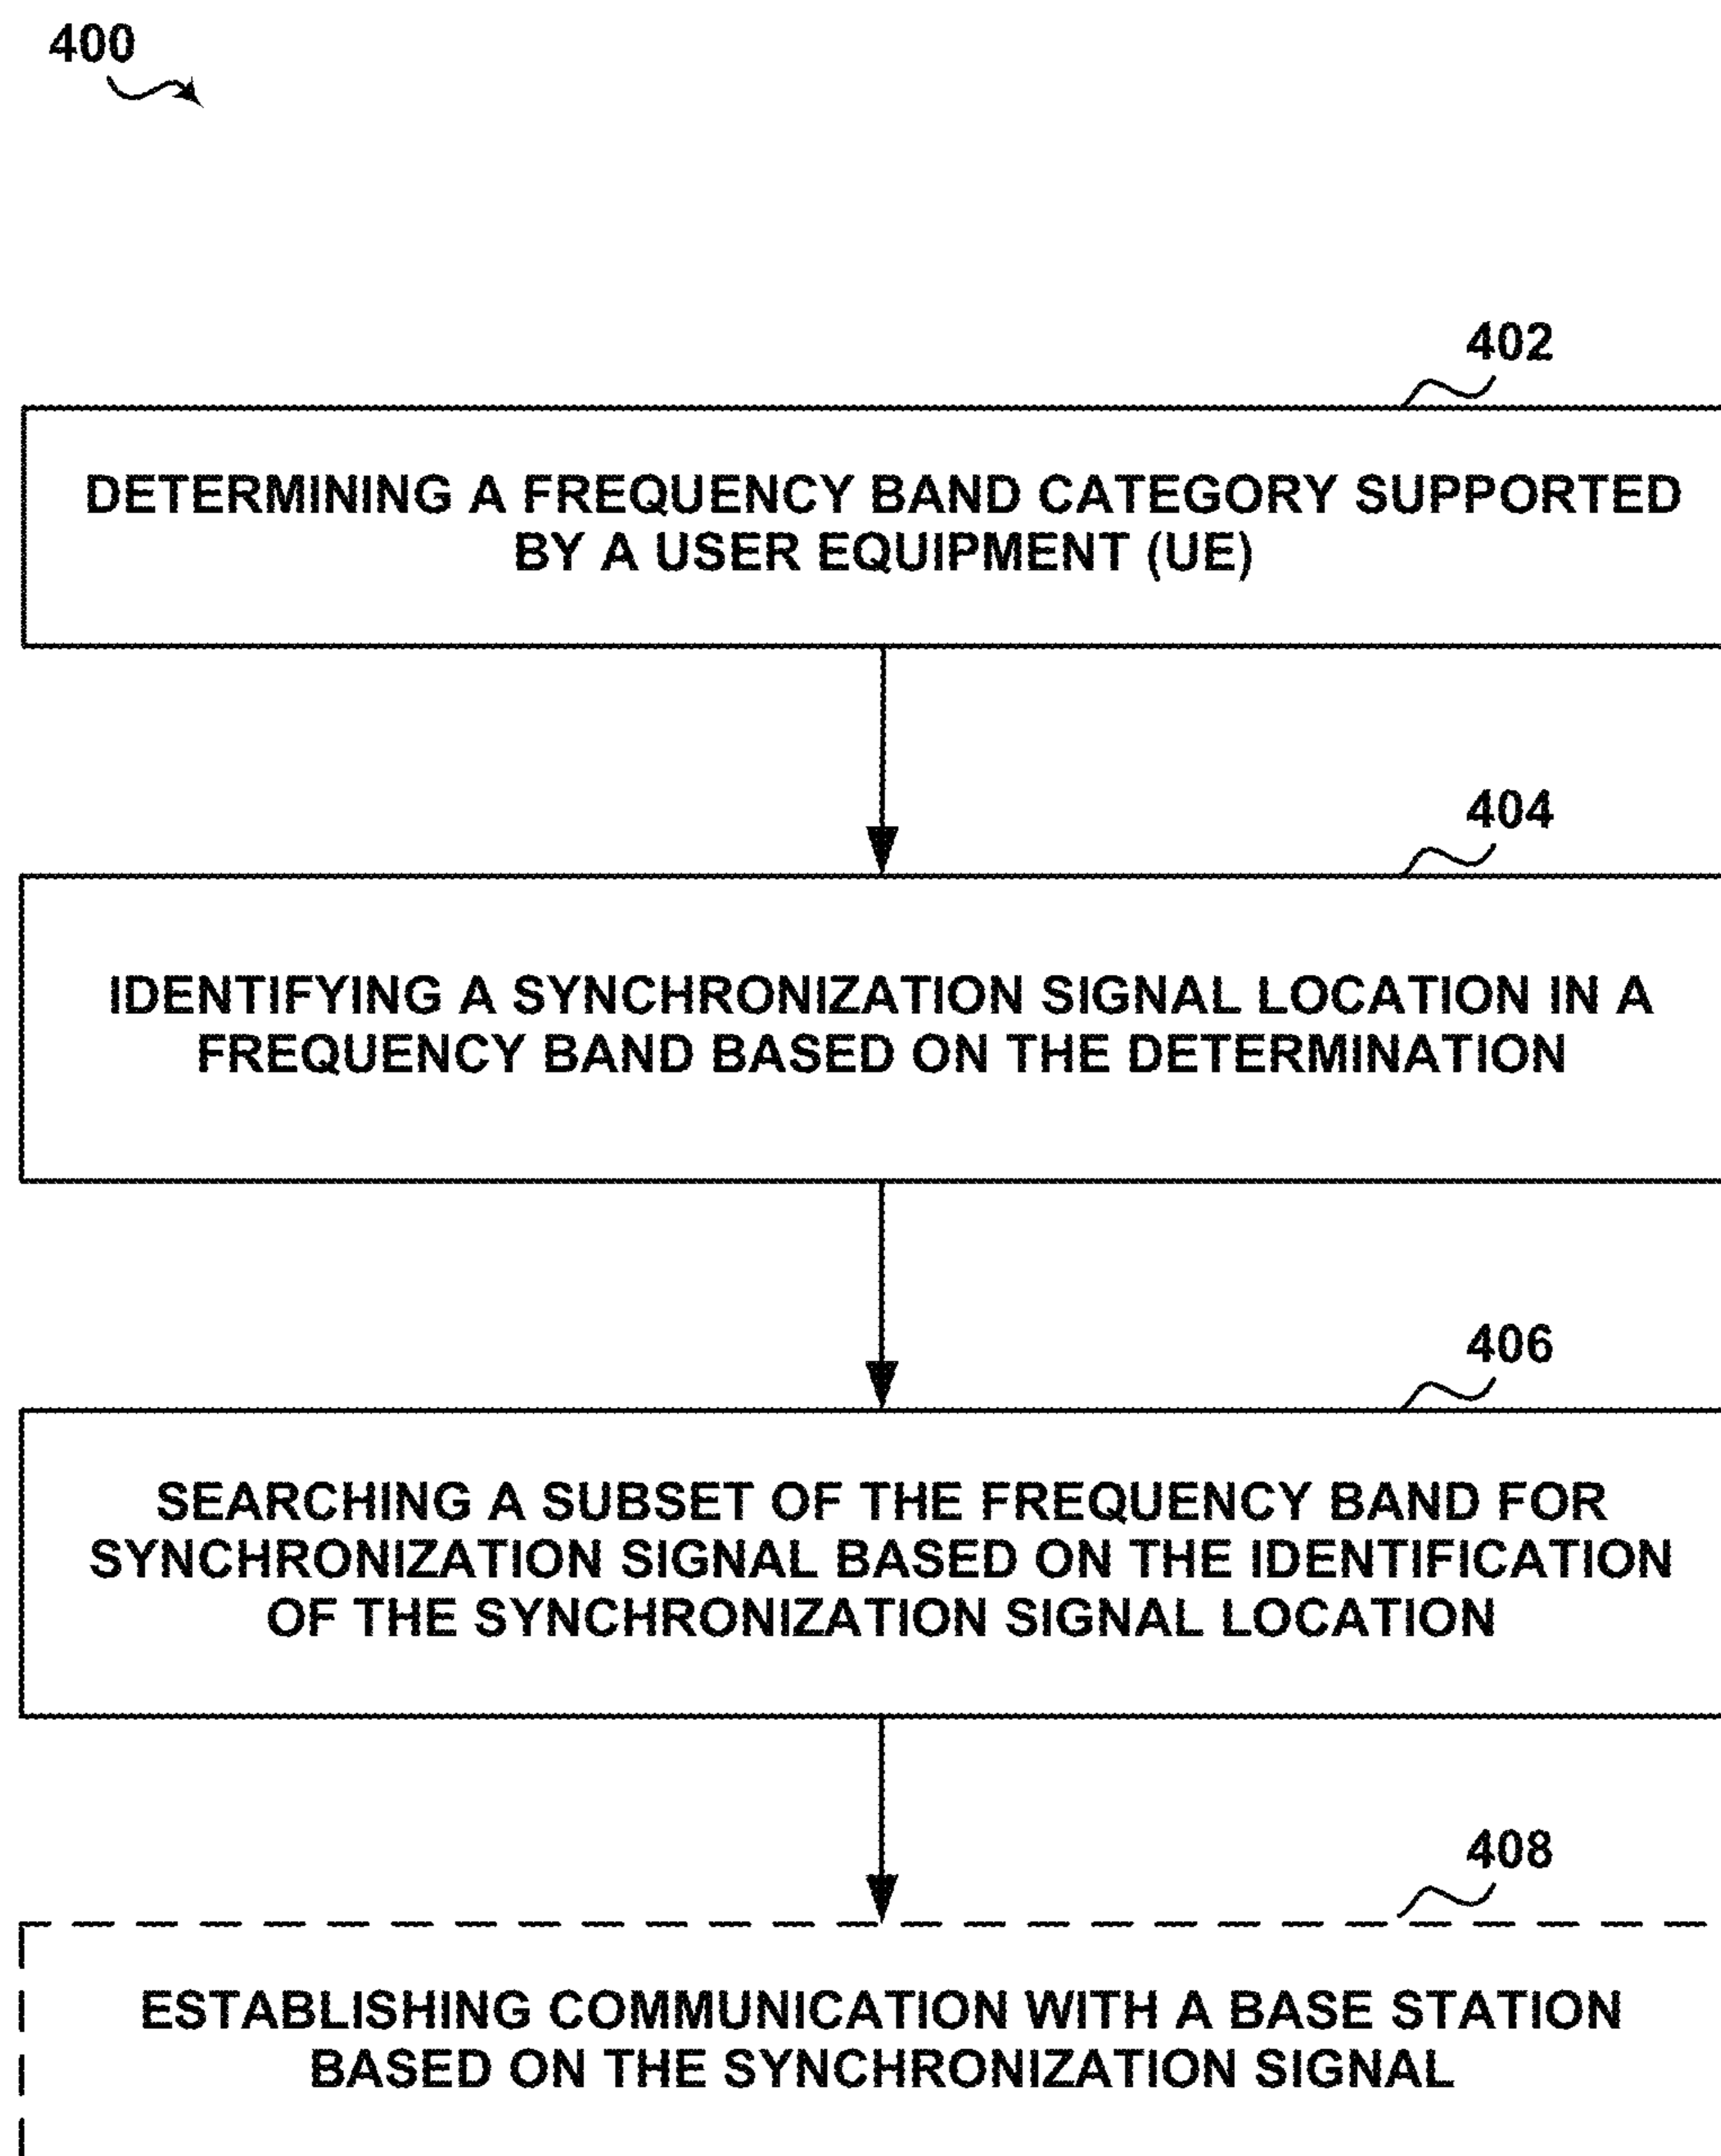 400
402
DETERMINING A FREQUENCY BAND CATEGORY SUPPORTED
BY A USER EQUIPMENT (UE)
404
IDENTIFYING A SYNCHRONIZATION SIGNAL LOCATION IN A
FREQUENCY BAND BASED ON THE DETERMINATION
406
SEARCHING A SUBSET OF THE FREQUENCY BAND FOR
SYNCHRONIZATION SIGNAL BASED ON THE IDENTIFICATION
OF THE SYNCHRONIZATION SIGNAL LOCATION
408
ESTABLISHING COMMUNICATION WITH A BASE STATION
BASED ON THE SYNCHRONIZATION SIGNAL